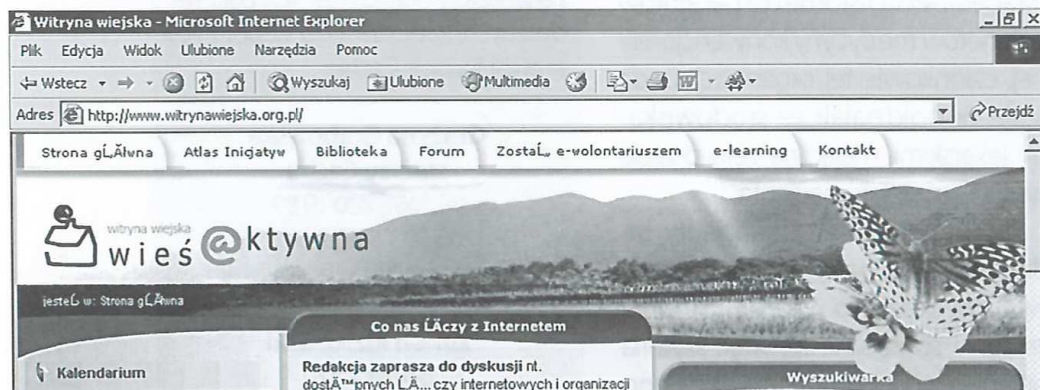 Witryna wiejska - Microsoft Internet Explorer
Plik Edycja Widok Ulubione Narzędzia Pomoc
Wstecz Wyszukaj Ulubione Multimedia
Adres http://www.witrynawiejska.org.pl/ Przejdź
Strona gĹ‚Ăłwna Atlas Inicjatyw Biblioteka Forum ZostaĹ„ e-wolontariuszem e-learning Kontakt
witryna wiejska
wieś @ktywna
jesteĹ w: Strona gĹ‚Ăłwna
Co nas ĹÄczy z Internetem
Kalendarium
Redakcja zaprasza do dyskusji nt.
dostÄ™pnych ĹÄ... czy internetowych i organizacji
Wyszukiwarka